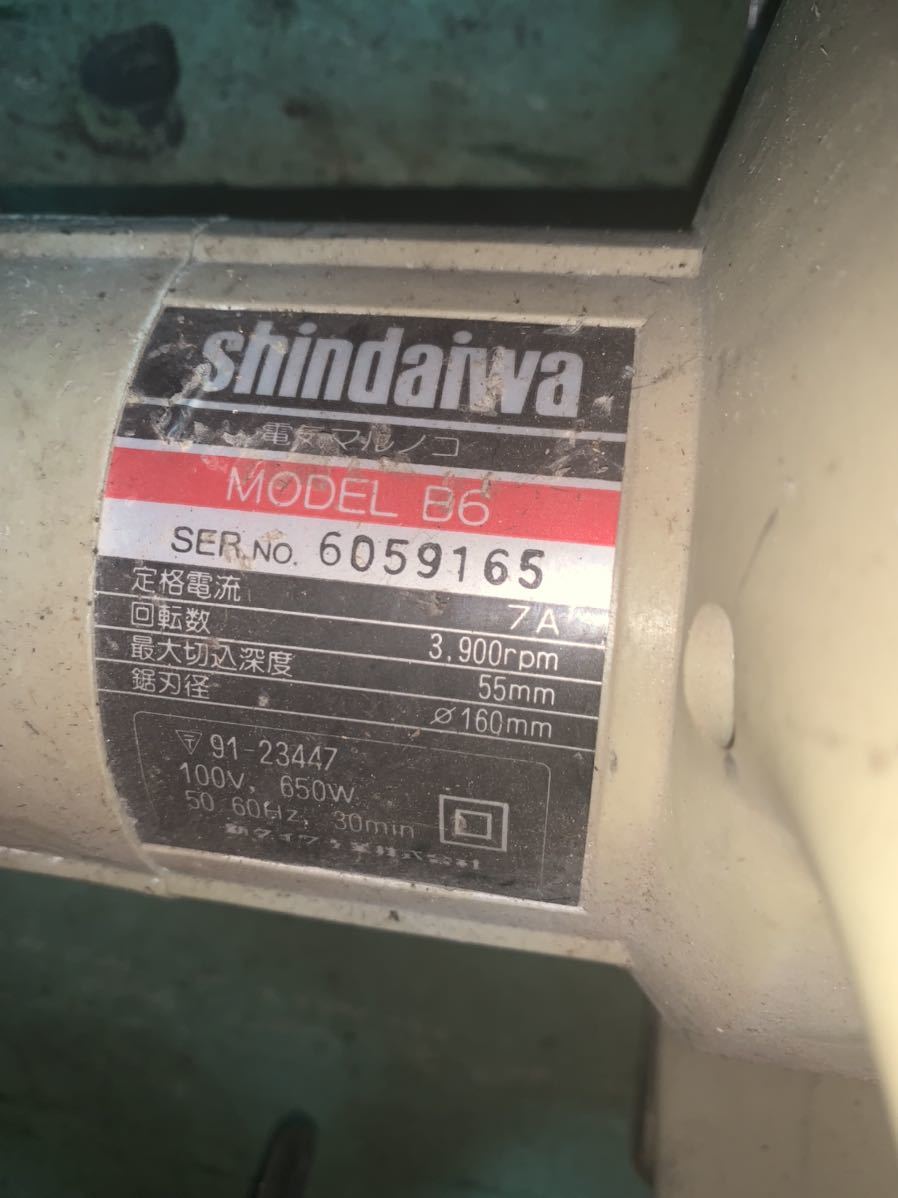 shindaiwa
電気マルノコ
MODEL B6
SER.NO. 6059165
定格電流 7A
回転数 3,900rpm
最大切込深度 55mm
鋸刃径 ⌀160mm
91-23447
100V, 650W
50 60Hz, 30min